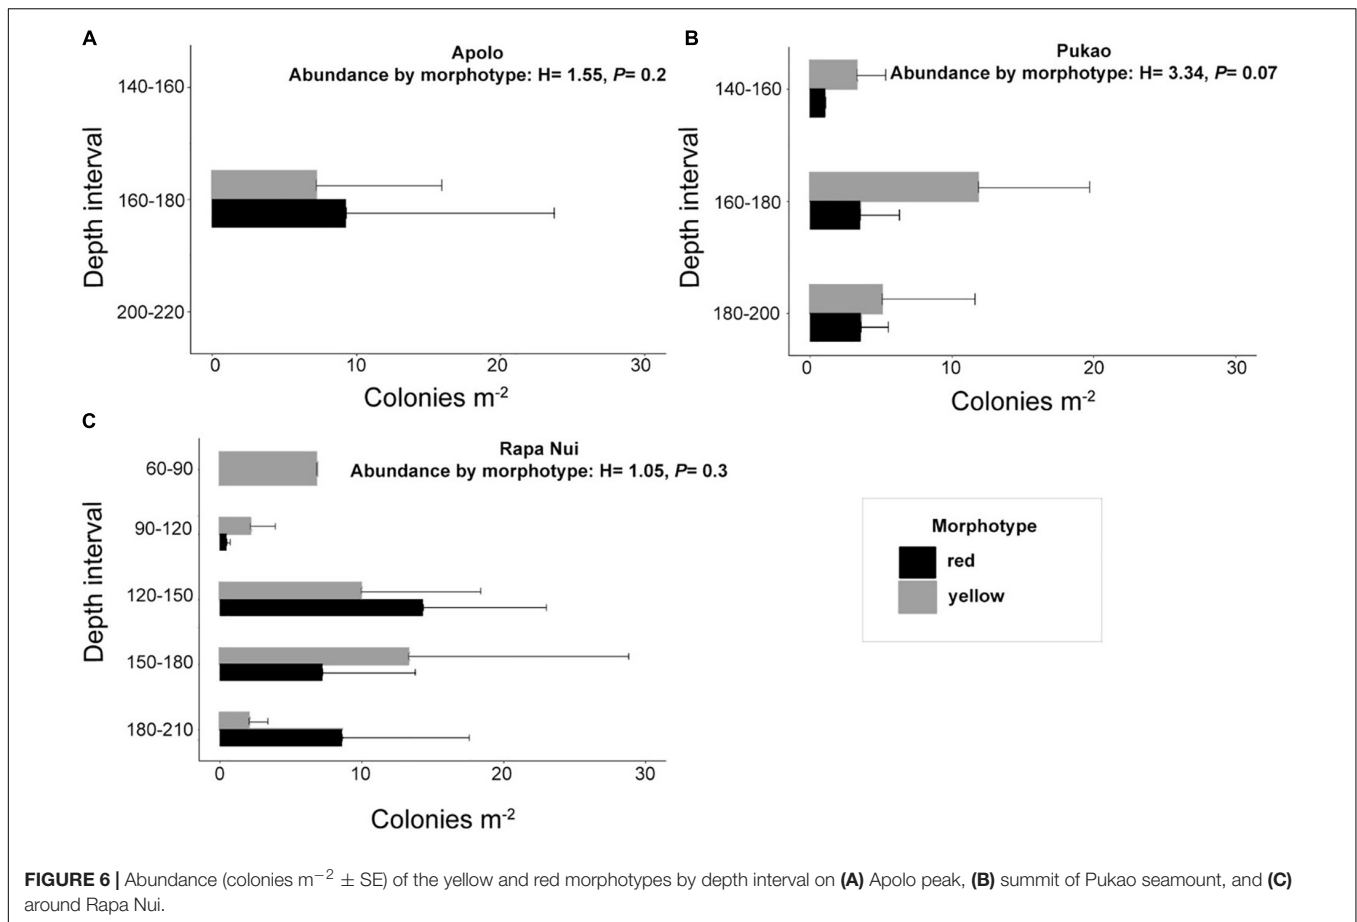 A
Apolo
Abundance by morphotype: H= 1.55, P= 0.2
Depth interval
140-160
160-180
200-220
0 10 20 30
Colonies m-2
B
Pukao
Abundance by morphotype: H= 3.34, P= 0.07
Depth interval
140-160
160-180
180-200
0 10 20 30
Colonies m-2
C
Rapa Nui
Abundance by morphotype: H= 1.05, P= 0.3
Depth interval
60-90
90-120
120-150
150-180
180-210
0 10 20 30
Colonies m-2
Morphotype
red
yellow
FIGURE 6 | Abundance (colonies m−2 ± SE) of the yellow and red morphotypes by depth interval on (A) Apolo peak, (B) summit of Pukao seamount, and (C)
around Rapa Nui.